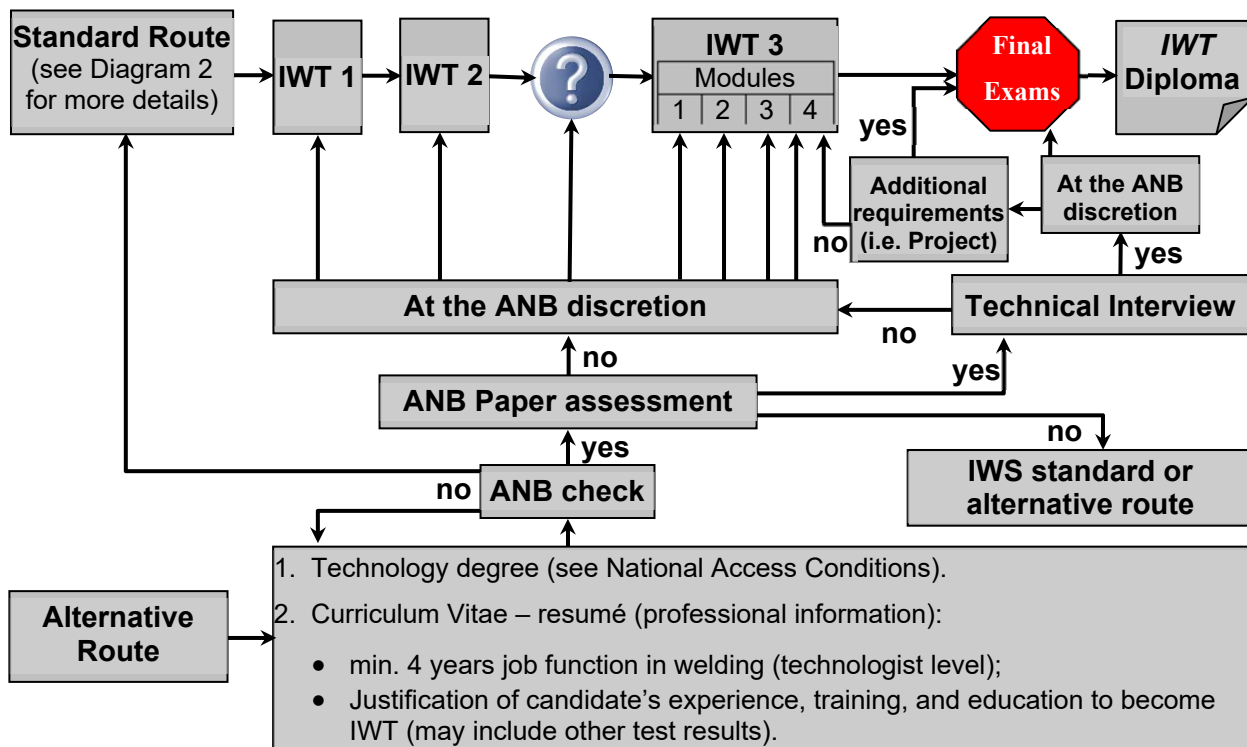 Standard Route
(see Diagram 2
for more details)
IWT 1
IWT 2
?
IWT 3
Modules
1 2 3 4
Final
Exams
IWT
Diploma
yes
Additional
requirements
(i.e. Project)
no
At the ANB
discretion
yes
At the ANB discretion
Technical Interview
no
no
yes
ANB Paper assessment
no
yes
IWS standard or
alternative route
no
ANB check
Alternative
Route
1. Technology degree (see National Access Conditions).
2. Curriculum Vitae – resumé (professional information):
• min. 4 years job function in welding (technologist level);
• Justification of candidate’s experience, training, and education to become
IWT (may include other test results).